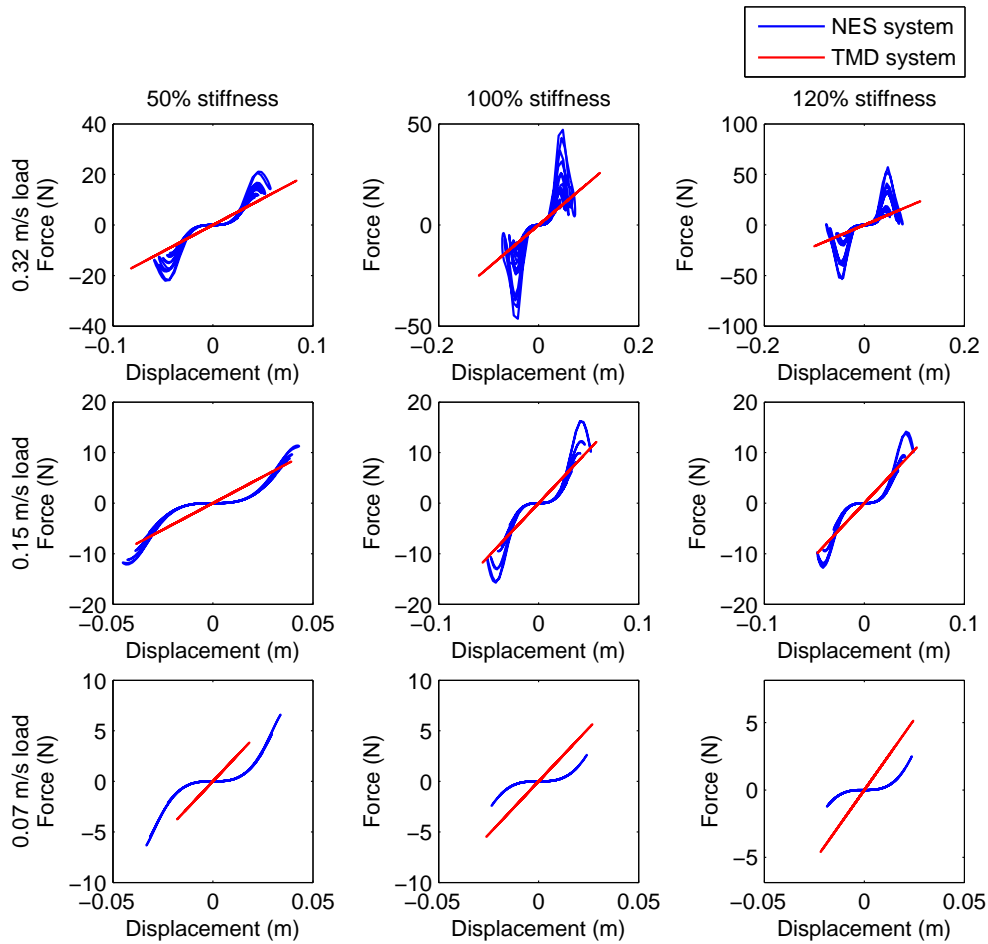 NES system
TMD system
50% stiffness
100% stiffness
120% stiffness
0.32 m/s load
Force (N)
40
20
0
−20
−40
−0.1
0
0.1
Displacement (m)
Force (N)
50
0
−50
−0.2
0
0.2
Displacement (m)
Force (N)
100
50
0
−50
−100
−0.2
0
0.2
Displacement (m)
0.15 m/s load
Force (N)
20
10
0
−10
−20
−0.05
0
0.05
Displacement (m)
Force (N)
20
10
0
−10
−20
−0.1
0
0.1
Displacement (m)
Force (N)
20
10
0
−10
−20
−0.1
0
0.1
Displacement (m)
0.07 m/s load
Force (N)
10
5
0
−5
−10
−0.05
0
0.05
Displacement (m)
Force (N)
10
5
0
−5
−10
−0.05
0
0.05
Displacement (m)
Force (N)
5
0
−5
−0.05
0
0.05
Displacement (m)